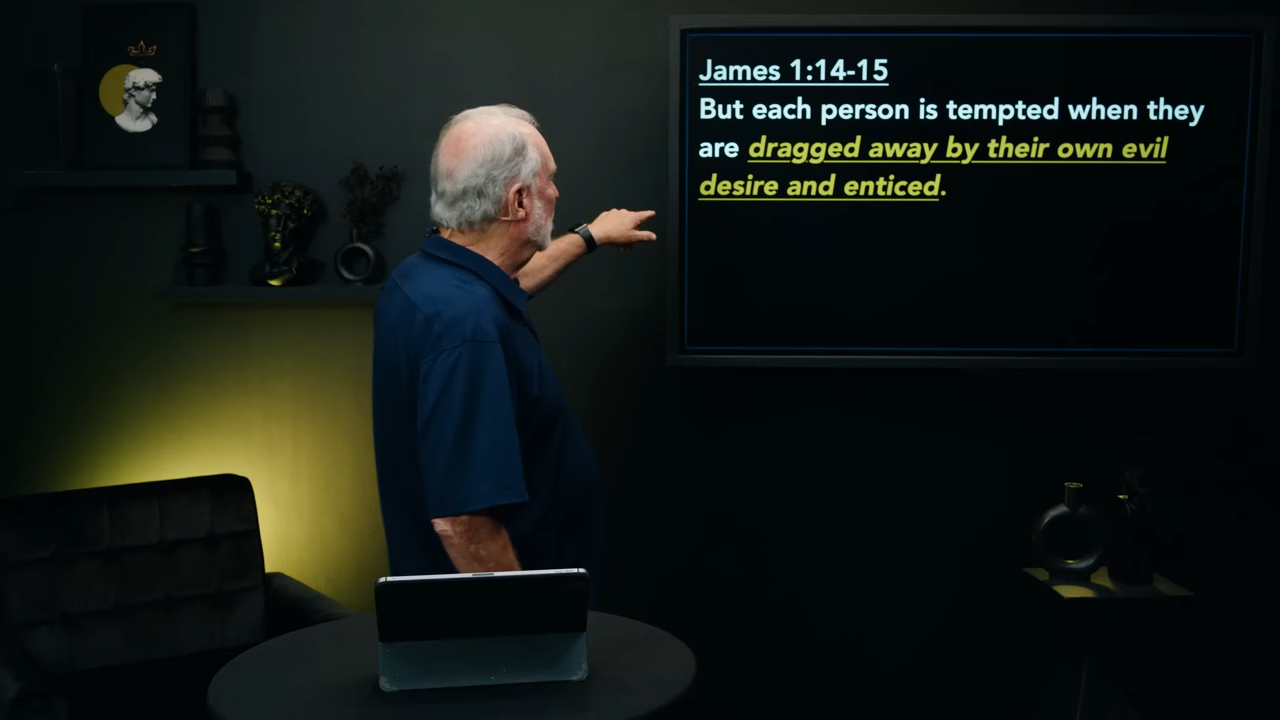 James 1:14-15
But each person is tempted when they
are dragged away by their own evil
desire and enticed.